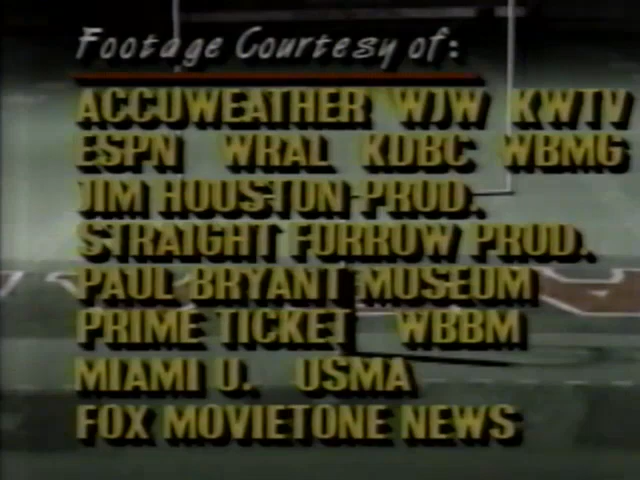 Footage Courtesy of:
ACCUWEATHER WJW KWTV
ESPN WRAL KDBC WBMG
JIM HOUSTON PROD.
STRAIGHT FURROW PROD.
PAUL BRYANT MUSEUM
PRIME TICKET WBBM
MIAMI U. USMA
FOX MOVIETONE NEWS